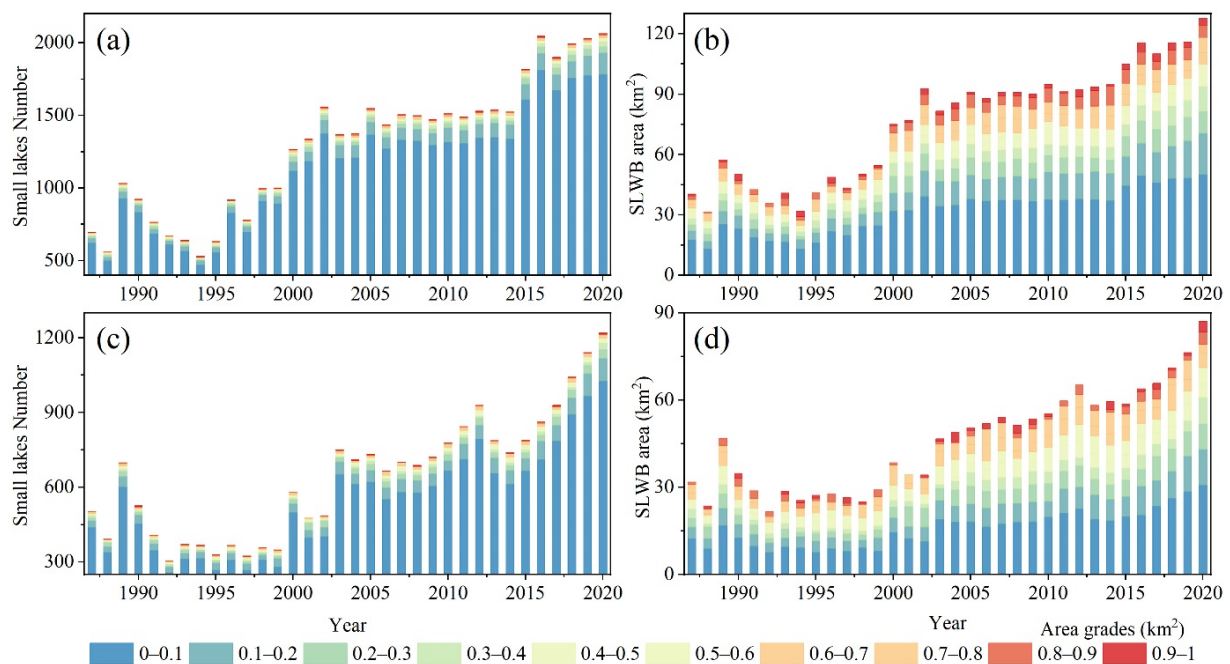 (a)
Small lakes Number
2000
1500
1000
500
1990 1995 2000 2005 2010 2015 2020
(b)
SLWB area (km²)
120
90
60
30
0
1990 1995 2000 2005 2010 2015 2020
(c)
Small lakes Number
1200
900
600
300
1990 1995 2000 2005 2010 2015 2020
Year
(d)
SLWB area (km²)
90
60
30
0
1990 1995 2000 2005 2010 2015 2020
Year
Area grades (km²)
0–0.1 0.1–0.2 0.2–0.3 0.3–0.4 0.4–0.5 0.5–0.6 0.6–0.7 0.7–0.8 0.8–0.9 0.9–1